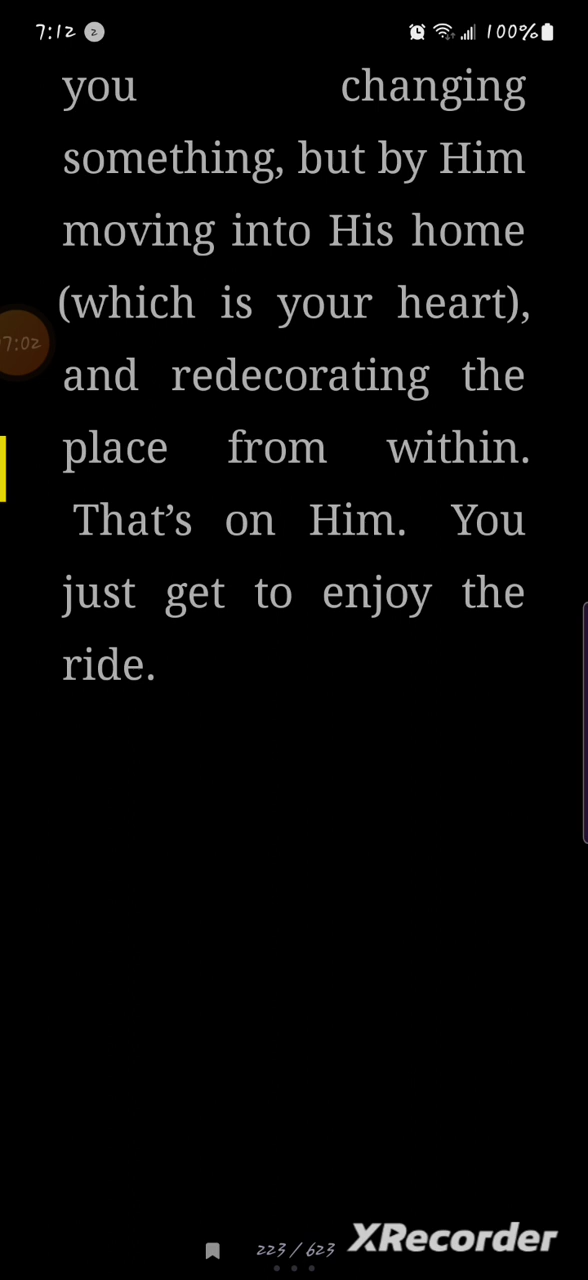 7:12 2 100%
you changing
something, but by Him
moving into His home
(which is your heart),
7:02
and redecorating the
place from within.
That’s on Him. You
just get to enjoy the
ride.
223 / 623 XRecorder